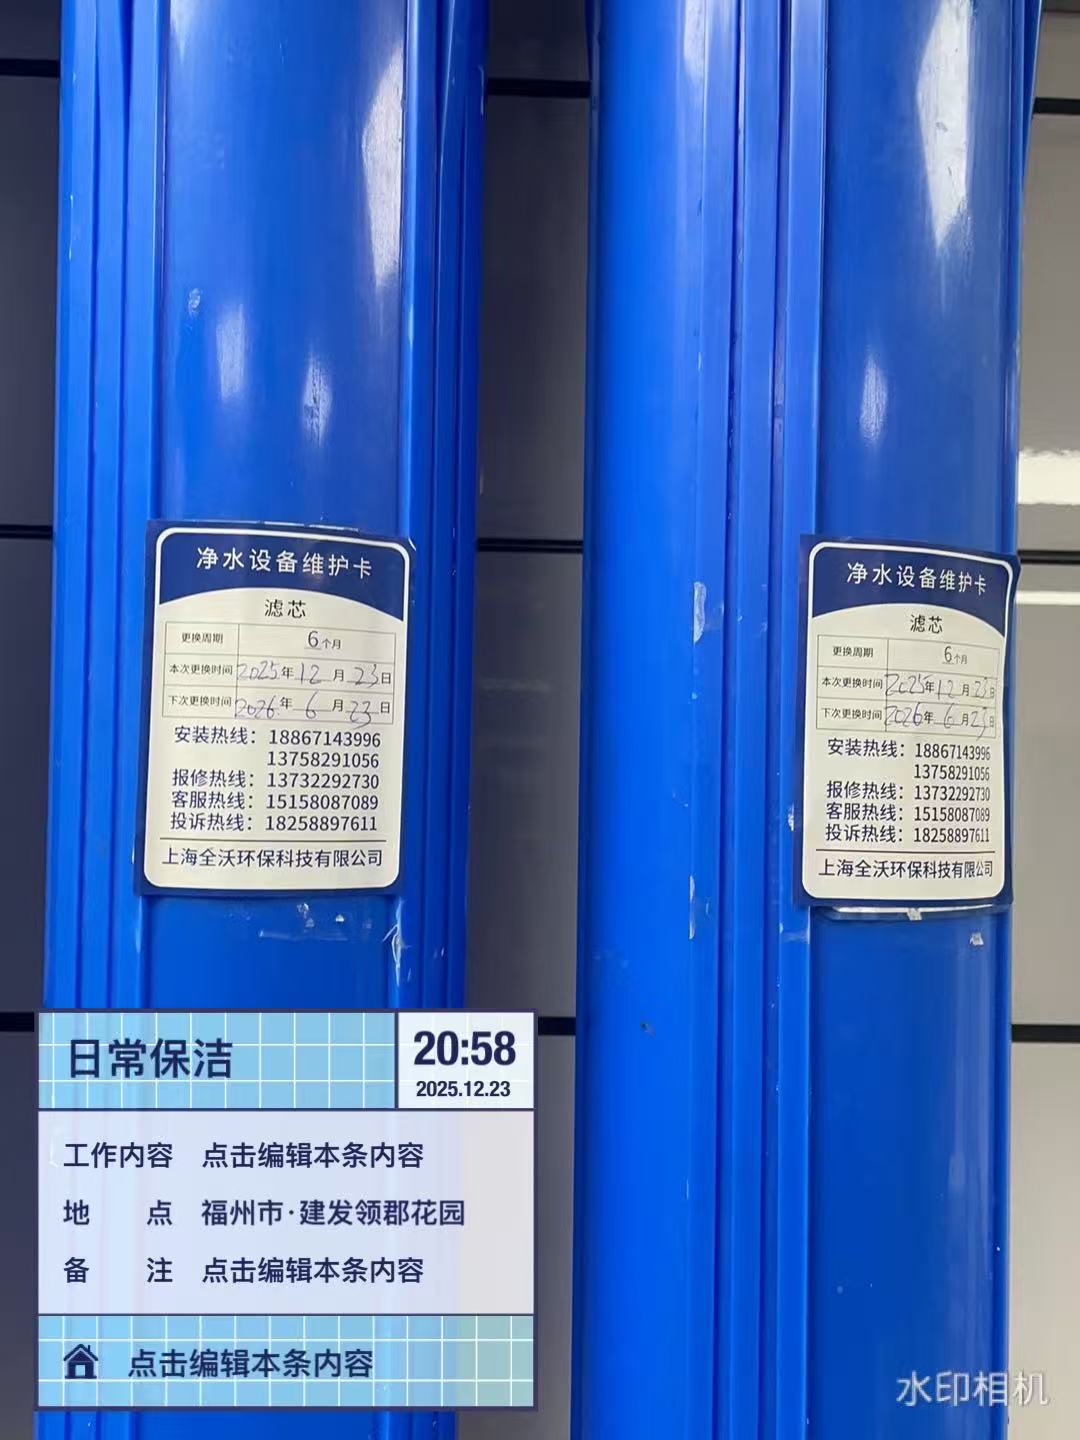 净水设备维护卡
滤芯
更换周期 6个月
本次更换时间 2025年12月23日
下次更换时间 2026年6月23日
安装热线：18867143996
13758291056
报修热线：13732292730
客服热线：15158087089
投诉热线：18258897611
上海全沃环保科技有限公司
净水设备维护卡
滤芯
更换周期 6个月
本次更换时间 2025年12月23日
下次更换时间 2026年6月23日
安装热线：18867143996
13758291056
报修热线：13732292730
客服热线：15158087089
投诉热线：18258897611
上海全沃环保科技有限公司
日常保洁
20:58
2025.12.23
工作内容 点击编辑本条内容
地点 福州市·建发领郡花园
备注 点击编辑本条内容
点击编辑本条内容
水印相机